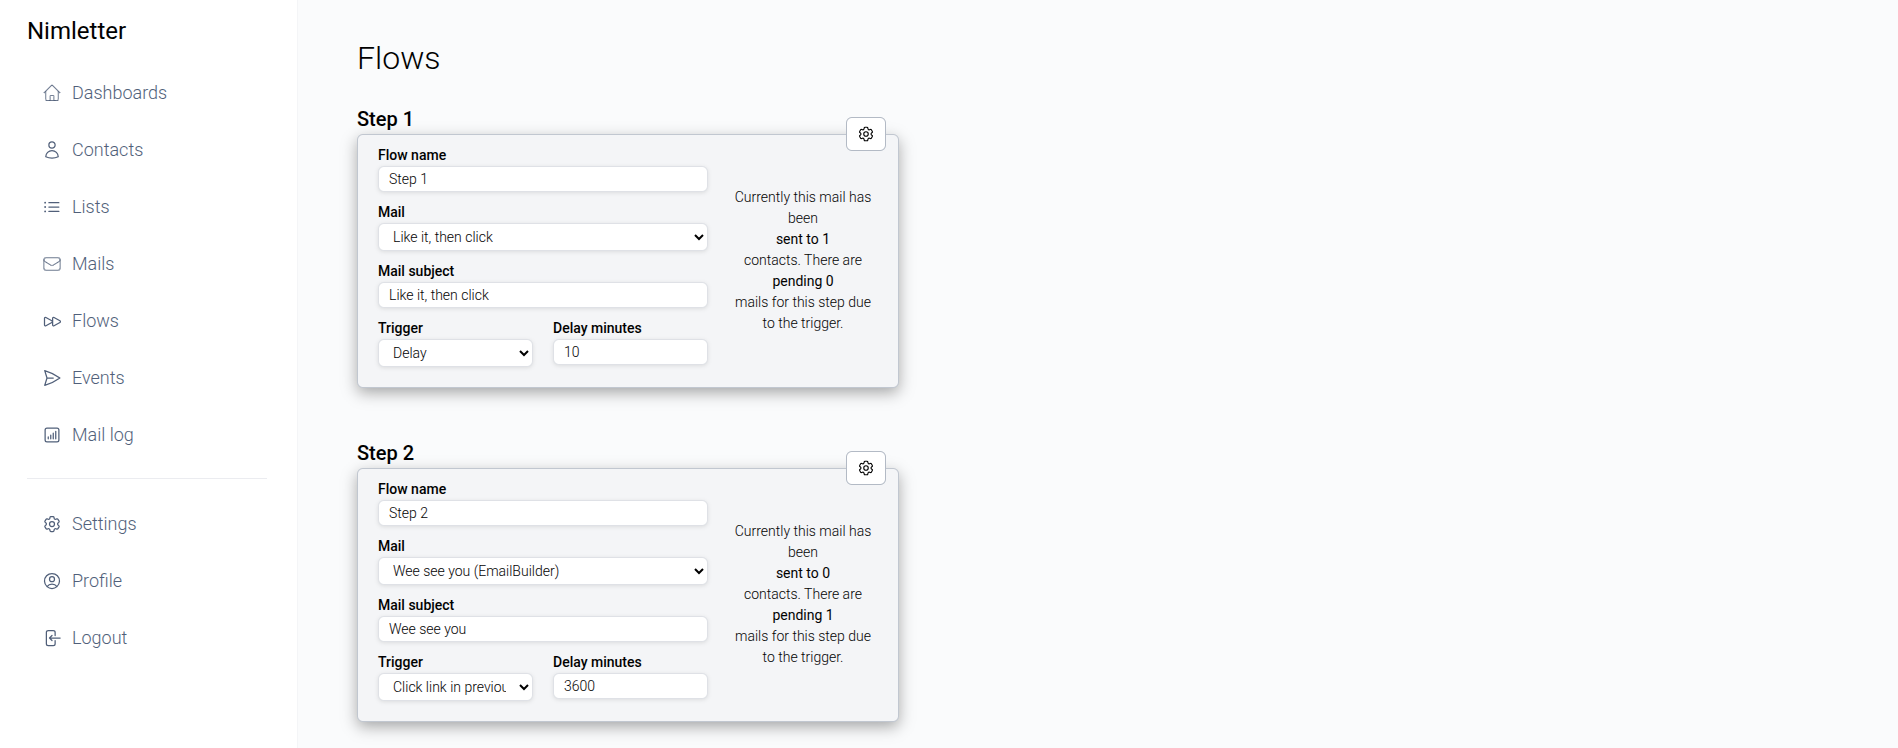 Nimletter
Dashboards
Contacts
Lists
Mails
Flows
Events
Mail log
Settings
Profile
Logout
Flows
Step 1
Flow name
Step 1
Mail
Like it, then click
Mail subject
Like it, then click
Trigger
Delay minutes
Delay
10
Currently this mail has
been
sent to 1
contacts. There are
pending 0
mails for this step due
to the trigger.
Step 2
Flow name
Step 2
Mail
Wee see you (EmailBuilder)
Mail subject
Wee see you
Trigger
Delay minutes
Click link in previou
3600
Currently this mail has
been
sent to 0
contacts. There are
pending 1
mails for this step due
to the trigger.